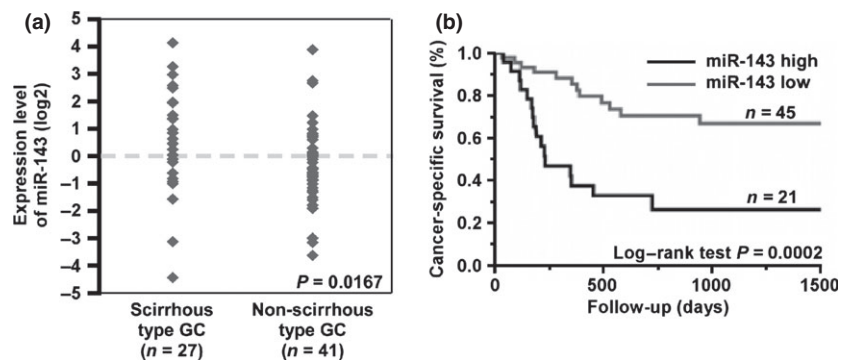 (a)
5
4
3
2
1
0
–1
–2
–3
–4
–5
Expression level
of miR-143 (log2)
P = 0.0167
Scirrhous
type GC
(n = 27)
Non-scirrhous
type GC
(n = 41)
(b)
1.0
0.8
0.6
0.4
0.2
0.0
Cancer-specific survival (%)
miR-143 high
miR-143 low
n = 45
n = 21
Log–rank test P = 0.0002
0
500
1000
1500
Follow-up (days)